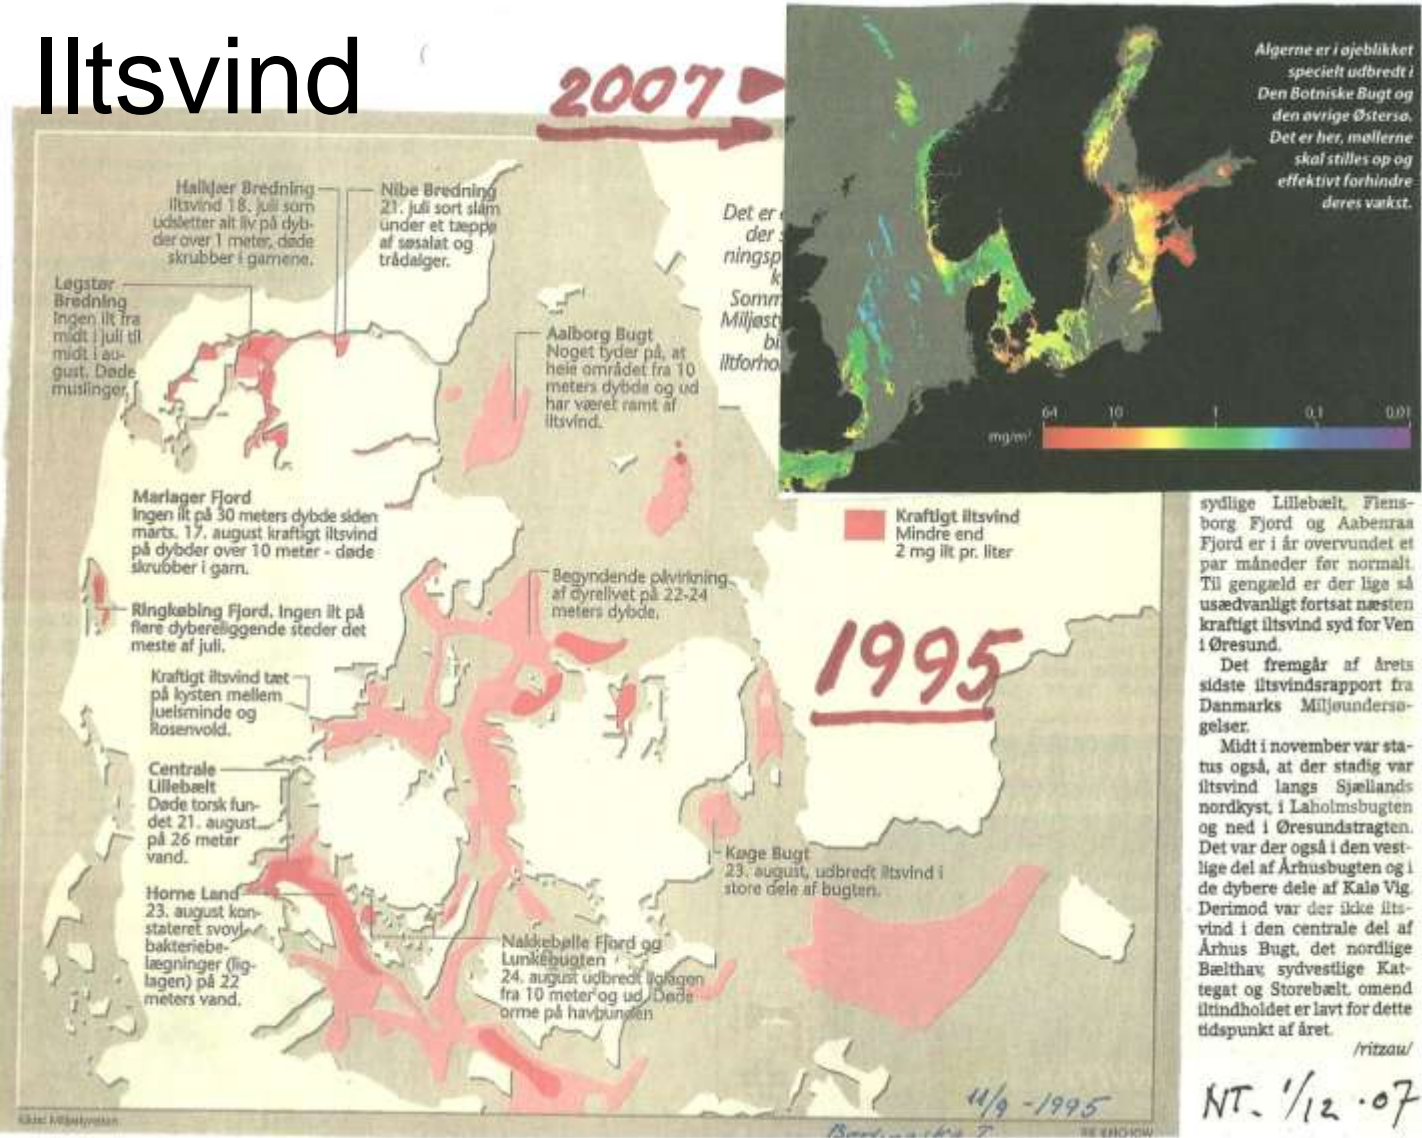 Iltsvind
2007
Algerne er i øjeblikket
specielt udbredt i
Den Botniske Bugt og
den øvrige Østersø.
Det er her, møllerne
skal stilles op og
effektivt forhindre
deres vækst.
64 10 1 0,1 0,01
mg/m³
Halkjær Bredning
Iltsvind 18. juli som
udsletter alt liv på dyb-
der over 1 meter, døde
skrubber i garnene.
Nibe Bredning
21. juli sort slam
under et tæppe
af søsalat og
trådalger.
Løgstør
Bredning
Ingen ilt fra
midt i juli til
midt i au-
gust. Døde
muslinger.
Aalborg Bugt
Noget tyder på, at
hele området fra 10
meters dybde og ud
har været ramt af
iltsvind.
Det er
der
ningsp
k
Somm
Miljøst
bi
iltforho
Mariager Fjord
Ingen ilt på 30 meters dybde siden
marts. 17. august kraftigt iltsvind
på dybder over 10 meter - døde
skrubber i garn.
Ringkøbing Fjord. Ingen ilt på
flere dybereliggende steder det
meste af juli.
Kraftigt iltsvind tæt
på kysten mellem
Juelsminde og
Rosenvold.
Begyndende påvirkning
af dyrelivet på 22-24
meters dybde.
Kraftigt iltsvind
Mindre end
2 mg ilt pr. liter
1995
Centrale
Lillebælt
Døde torsk fun-
det 21. august
på 26 meter
vand.
Horne Land
23. august kon-
stateret svovl-
bakteriebe-
lægninger (lig-
lagen) på 22
meters vand.
Køge Bugt
23. august, udbredt iltsvind i
store dele af bugten.
Nakkebølle Fjord og
Lunkebugten
24. august udbredt liglagen
fra 10 meter og ud. Døde
orme på havbunden
sydlige Lillebælt, Flens-
borg Fjord og Aabenraa
Fjord er i år overvundet et
par måneder før normalt.
Til gengæld er der lige så
usædvanligt fortsat næsten
kraftigt iltsvind syd for Ven
i Øresund.
Det fremgår af årets
sidste iltsvindsrapport fra
Danmarks Miljøundersø-
gelser.
Midt i november var sta-
tus også, at der stadig var
iltsvind langs Sjællands
nordkyst, i Laholmsbugten
og ned i Øresundstragten.
Det var der også i den vest-
lige del af Århusbugten og i
de dybere dele af Kalø Vig.
Derimod var der ikke ilts-
vind i den centrale del af
Århus Bugt, det nordlige
Bælthav, sydvestlige Kat-
tegat og Storebælt, omend
iltindholdet er lavt for dette
tidspunkt af året.
/ritzau/
NT. 1/12 .07
11/9 - 1995
Kilde: Miljøstyrelsen